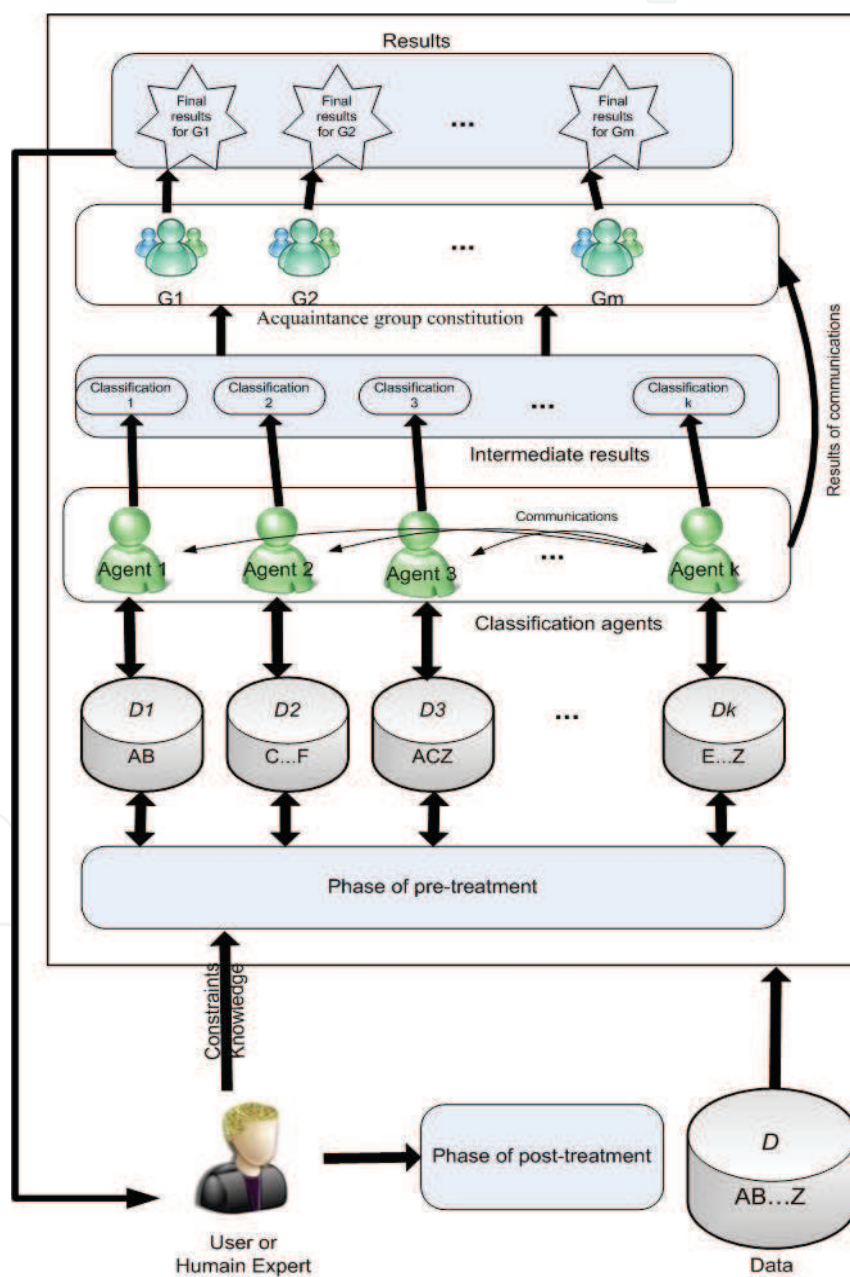 Results
Final
results
for G1
Final
results
for G2
...
Final
results
for Gm
G1
G2
...
Gm
Acquaintance group constitution
Results of communications
Classification
1
Classification
2
Classification
3
...
Classification
k
Intermediate results
Communications
Agent 1
Agent 2
Agent 3
...
Agent k
Classification agents
D1
AB
D2
C...F
D3
ACZ
...
Dk
E...Z
Phase of pre-treatment
Constraints
Knowledge
Phase of post-treatment
D
AB...Z
User or
Humain Expert
Data